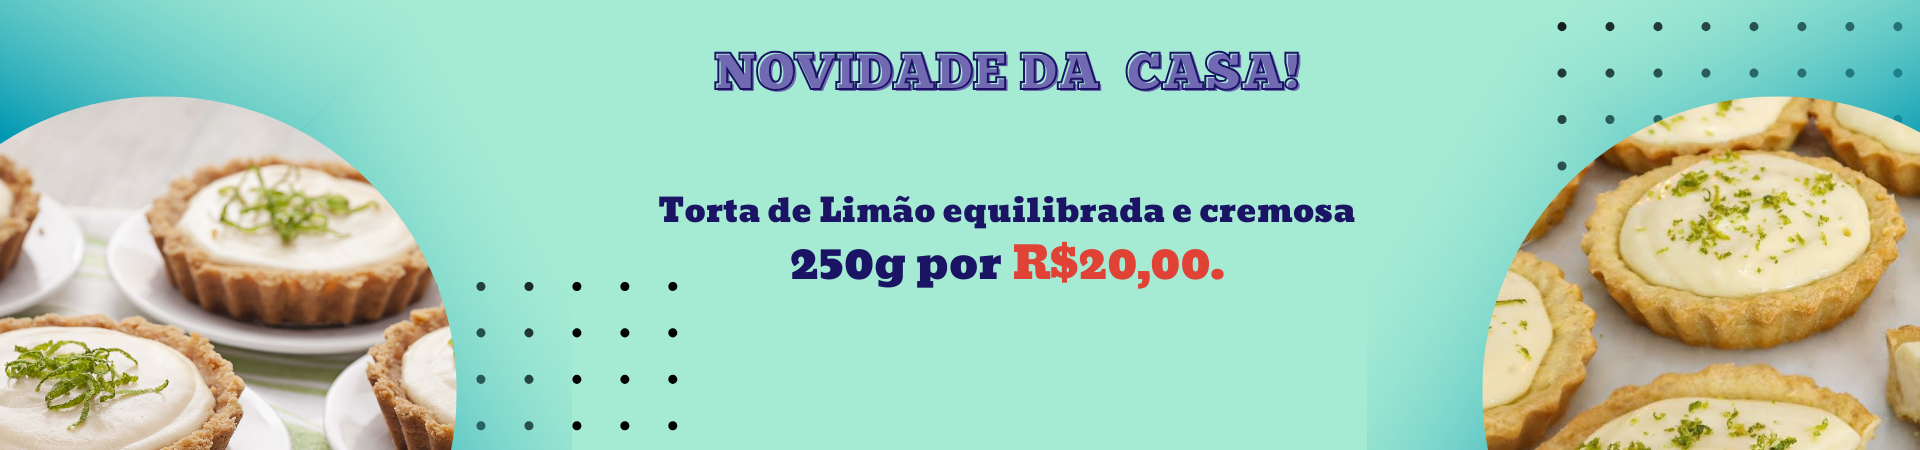 NOVIDADE DA CASA!
Torta de Limão equilibrada e cremosa
250g por R$20,00.